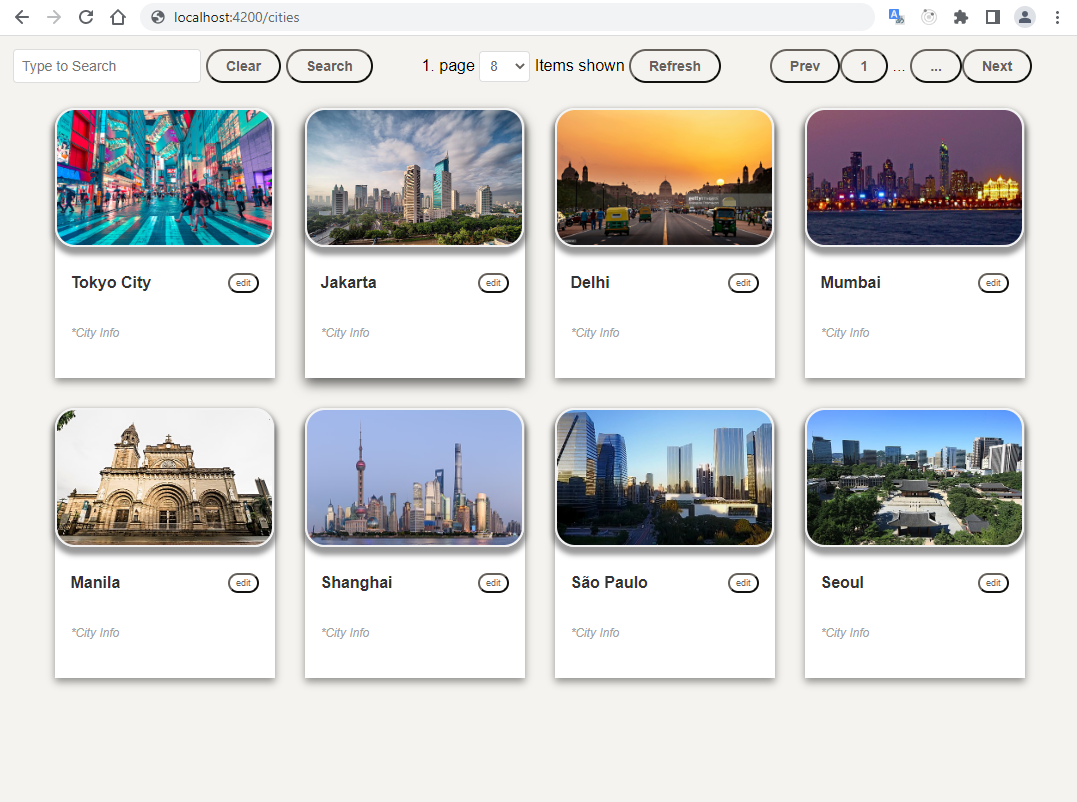 localhost:4200/cities
Type to Search Clear Search 1. page 8 Items shown Refresh Prev 1 ... ... Next
Tokyo City edit Jakarta edit Delhi edit Mumbai edit
*City Info *City Info *City Info *City Info
Manila edit Shanghai edit São Paulo edit Seoul edit
*City Info *City Info *City Info *City Info